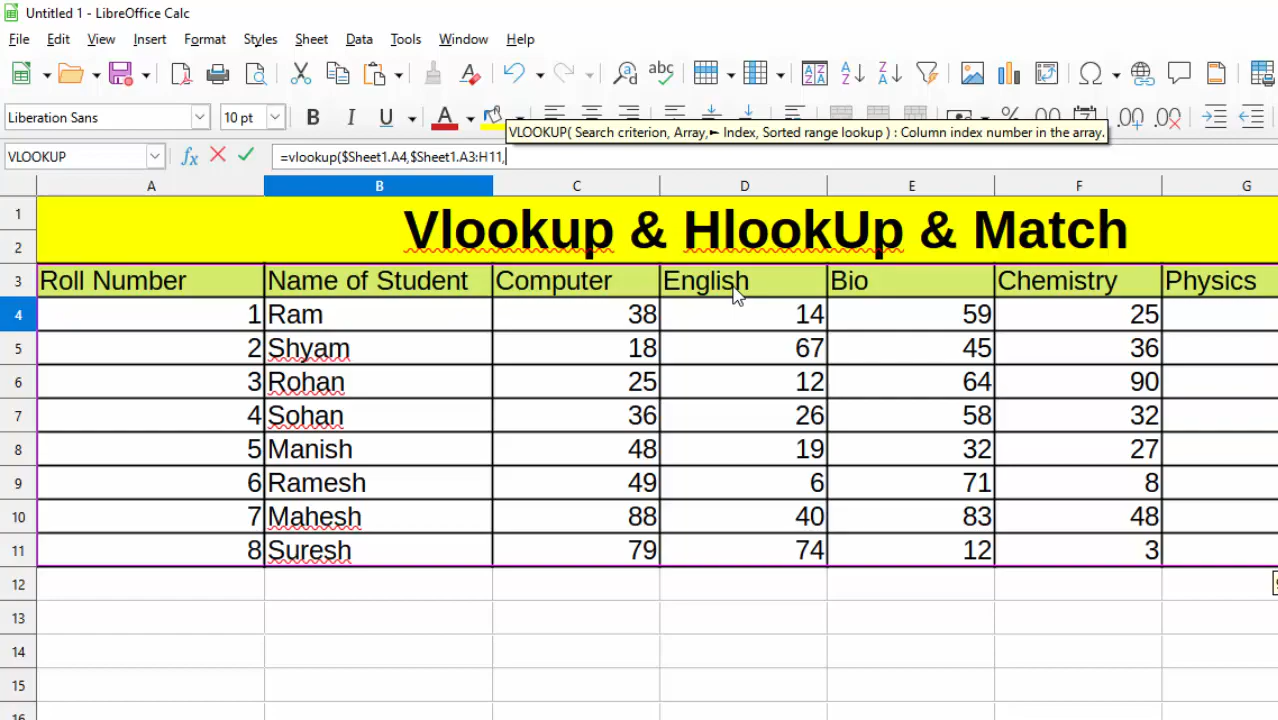 Untitled 1 - LibreOffice Calc
File Edit View Insert Format Styles Sheet Data Tools Window Help
Liberation Sans 10 pt B I U A
VLOOKUP( Search criterion, Array,► Index, Sorted range lookup ) : Column index number in the array.
VLOOKUP fx =vlookup($Sheet1.A4,$Sheet1.A3:H11,
A B C D E F G
1 Vlookup & HlookUp & Match
2
3 Roll Number Name of Student Computer English Bio Chemistry Physics
4 1 Ram 38 14 59 25
5 2 Shyam 18 67 45 36
6 3 Rohan 25 12 64 90
7 4 Sohan 36 26 58 32
8 5 Manish 48 19 32 27
9 6 Ramesh 49 6 71 8
10 7 Mahesh 88 40 83 48
11 8 Suresh 79 74 12 3
12
13
14
15
16